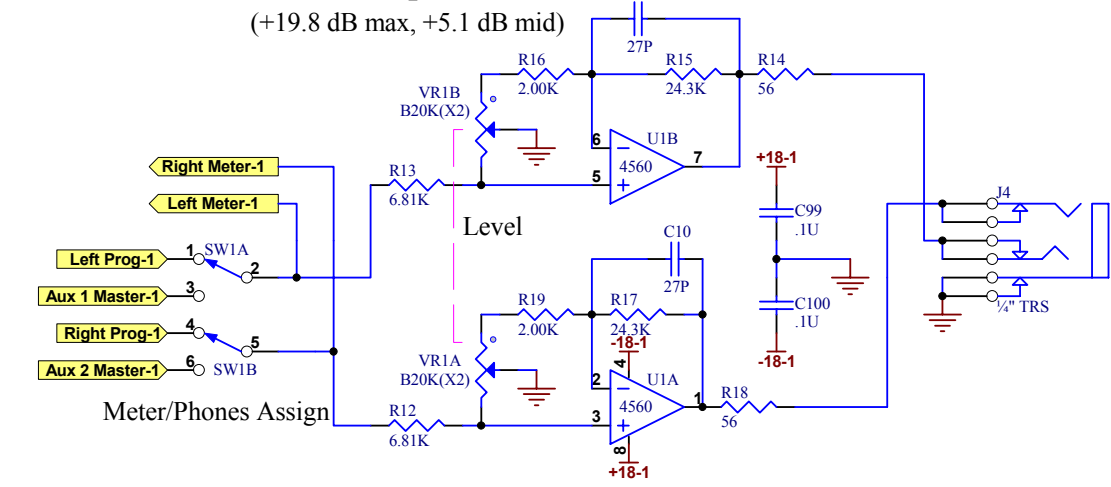 (+19.8 dB max, +5.1 dB mid)
27P
R16
2.00K
R15
24.3K
R14
56
VR1B
B20K(X2)
6
U1B
4560
7
5
+18-1
Right Meter-1
R13
6.81K
Left Meter-1
J4
C99
.1U
Level
C10
27P
1
SW1A
Left Prog-1
2
Aux 1 Master-1
3
R19
2.00K
R17
24.3K
C100
.1U
¼" TRS
Right Prog-1
4
5
-18-1
4
-18-1
VR1A
B20K(X2)
Aux 2 Master-1
6
SW1B
2
U1A
4560
1
R18
56
Meter/Phones Assign
R12
6.81K
3
8
+18-1